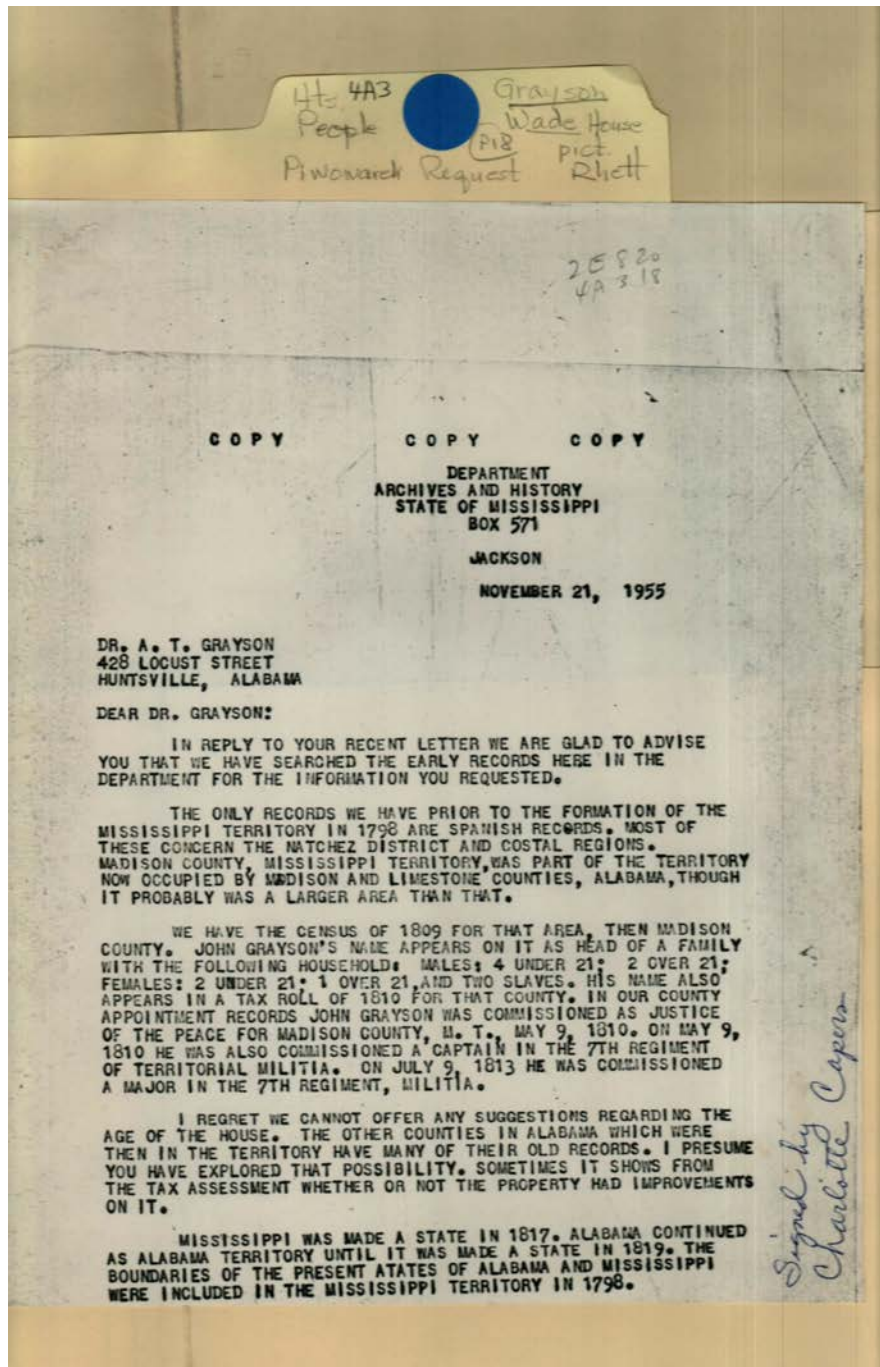 Hts 4A3
People
Piwowarek Request
P18
Grayson
Wade House
pict.
Rhett
2E820
4A318
COPY COPY COPY
DEPARTMENT
ARCHIVES AND HISTORY
STATE OF MISSISSIPPI
BOX 571
JACKSON
NOVEMBER 21, 1955
DR. A. T. GRAYSON
428 LOCUST STREET
HUNTSVILLE, ALABAMA
DEAR DR. GRAYSON:
IN REPLY TO YOUR RECENT LETTER WE ARE GLAD TO ADVISE
YOU THAT WE HAVE SEARCHED THE EARLY RECORDS HERE IN THE
DEPARTMENT FOR THE INFORMATION YOU REQUESTED.
THE ONLY RECORDS WE HAVE PRIOR TO THE FORMATION OF THE
MISSISSIPPI TERRITORY IN 1798 ARE SPANISH RECORDS. MOST OF
THESE CONCERN THE NATCHEZ DISTRICT AND COSTAL REGIONS.
MADISON COUNTY, MISSISSIPPI TERRITORY, WAS PART OF THE TERRITORY
NOW OCCUPIED BY MADISON AND LIMESTONE COUNTIES, ALABAMA, THOUGH
IT PROBABLY WAS A LARGER AREA THAN THAT.
WE HAVE THE CENSUS OF 1809 FOR THAT AREA, THEN MADISON
COUNTY. JOHN GRAYSON'S NAME APPEARS ON IT AS HEAD OF A FAMILY
WITH THE FOLLOWING HOUSEHOLD: MALES: 4 UNDER 21; 2 OVER 21;
FEMALES: 2 UNDER 21; 1 OVER 21, AND TWO SLAVES. HIS NAME ALSO
APPEARS IN A TAX ROLL OF 1810 FOR THAT COUNTY. IN OUR COUNTY
APPOINTMENT RECORDS JOHN GRAYSON WAS COMMISSIONED AS JUSTICE
OF THE PEACE FOR MADISON COUNTY, M. T., MAY 9, 1810. ON MAY 9,
1810 HE WAS ALSO COMMISSIONED A CAPTAIN IN THE 7TH REGIMENT
OF TERRITORIAL MILITIA. ON JULY 9, 1813 HE WAS COMMISSIONED
A MAJOR IN THE 7TH REGIMENT, MILITIA.
I REGRET WE CANNOT OFFER ANY SUGGESTIONS REGARDING THE
AGE OF THE HOUSE. THE OTHER COUNTIES IN ALABAMA WHICH WERE
THEN IN THE TERRITORY HAVE MANY OF THEIR OLD RECORDS. I PRESUME
YOU HAVE EXPLORED THAT POSSIBILITY. SOMETIMES IT SHOWS FROM
THE TAX ASSESSMENT WHETHER OR NOT THE PROPERTY HAD IMPROVEMENTS
ON IT.
MISSISSIPPI WAS MADE A STATE IN 1817. ALABAMA CONTINUED
AS ALABAMA TERRITORY UNTIL IT WAS MADE A STATE IN 1819. THE
BOUNDARIES OF THE PRESENT ATATES OF ALABAMA AND MISSISSIPPI
WERE INCLUDED IN THE MISSISSIPPI TERRITORY IN 1798.
Signed by
Charlotte Capers